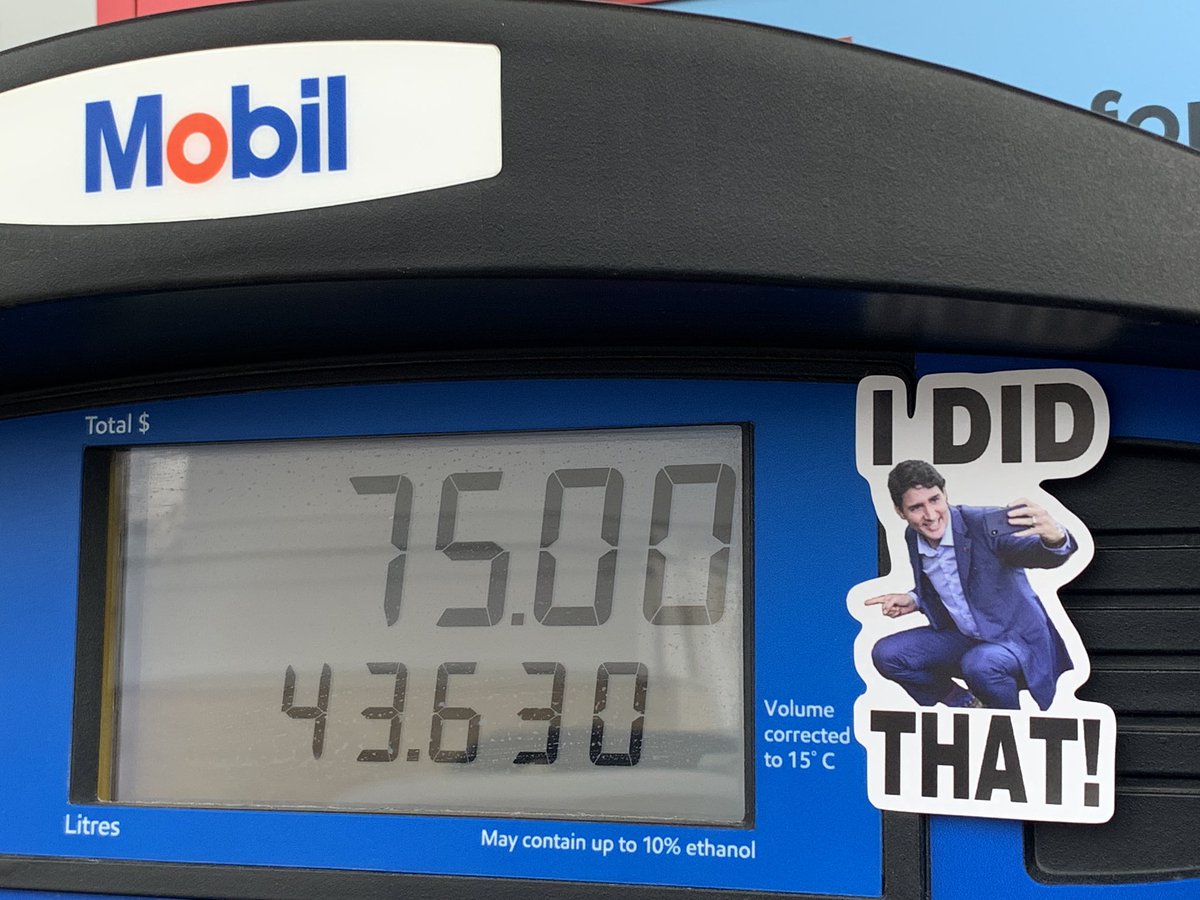 Mobil
for
Total $
75.00
43.630
Litres
May contain up to 10% ethanol
Volume
corrected
to 15° C
I DID
THAT!